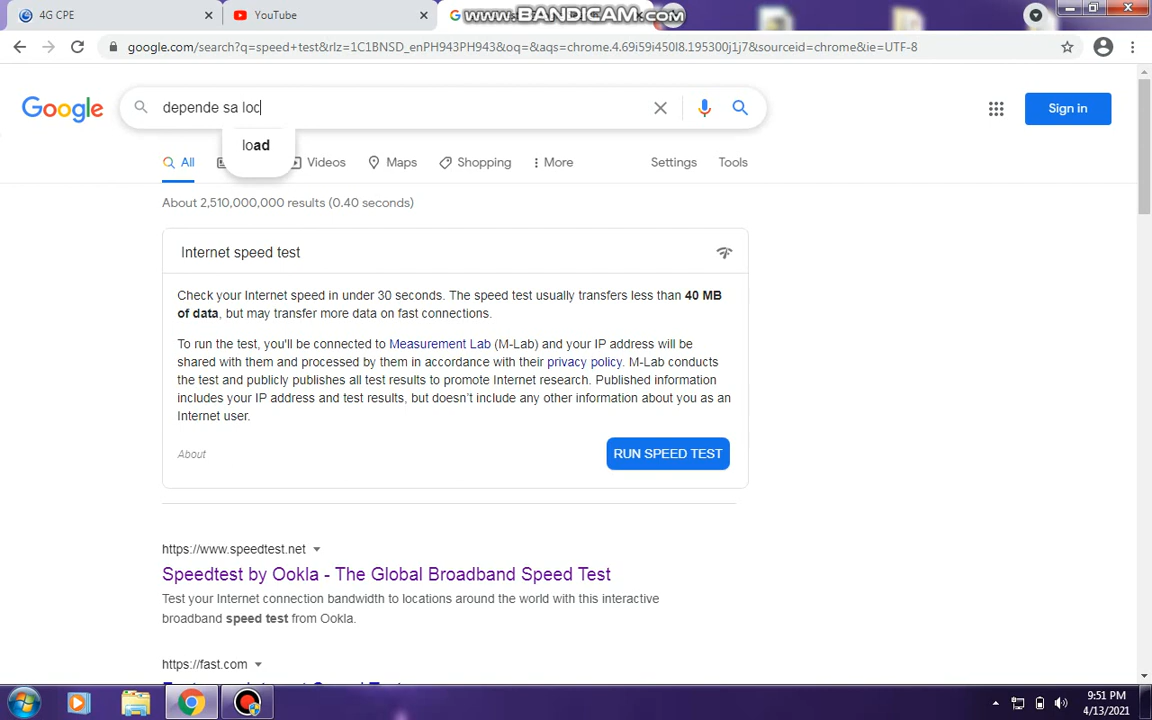 4G CPE
YouTube
www.BANDICAM.com
google.com/search?q=speed+test&rlz=1C1BNSD_enPH943PH943&oq=&aqs=chrome.4.69i59i450l8.195300j1j7&sourceid=chrome&ie=UTF-8
Google
depende sa loc
Sign in
load
All
Videos
Maps
Shopping
More
Settings
Tools
About 2,510,000,000 results (0.40 seconds)
Internet speed test
Check your Internet speed in under 30 seconds. The speed test usually transfers less than 40 MB
of data, but may transfer more data on fast connections.
To run the test, you'll be connected to Measurement Lab (M-Lab) and your IP address will be
shared with them and processed by them in accordance with their privacy policy. M-Lab conducts
the test and publicly publishes all test results to promote Internet research. Published information
includes your IP address and test results, but doesn't include any other information about you as an
Internet user.
About
RUN SPEED TEST
https://www.speedtest.net
Speedtest by Ookla - The Global Broadband Speed Test
Test your Internet connection bandwidth to locations around the world with this interactive
broadband speed test from Ookla.
https://fast.com
9:51 PM
4/13/2021